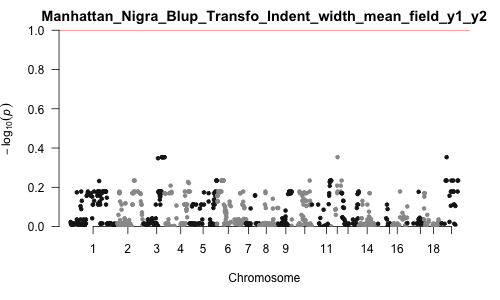 Manhattan_Nigra_Blup_Transfo_Indent_width_mean_field_y1_y2
1.0
0.8
0.6
0.4
0.2
0.0
− log10(p)
1 2 3 4 5 6 7 8 9 11 14 16 18
Chromosome